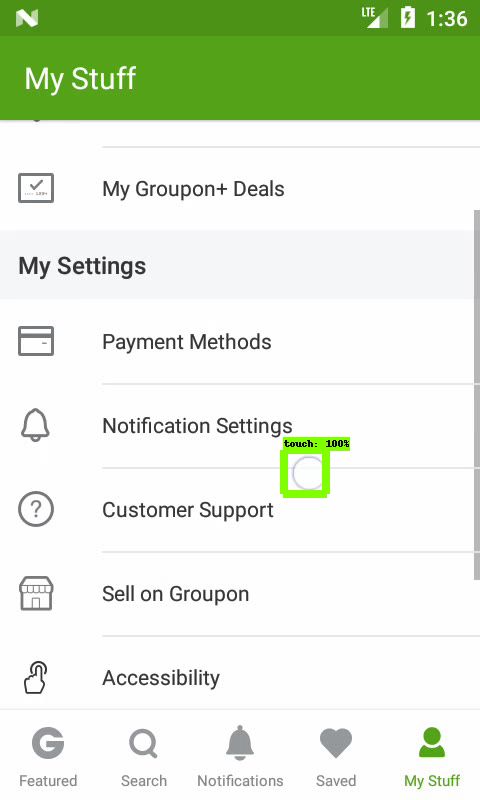 LTE 1:36
My Stuff
My Groupon+ Deals
My Settings
Payment Methods
Notification Settings
touch: 100%
Customer Support
Sell on Groupon
Accessibility
Featured Search Notifications Saved My Stuff